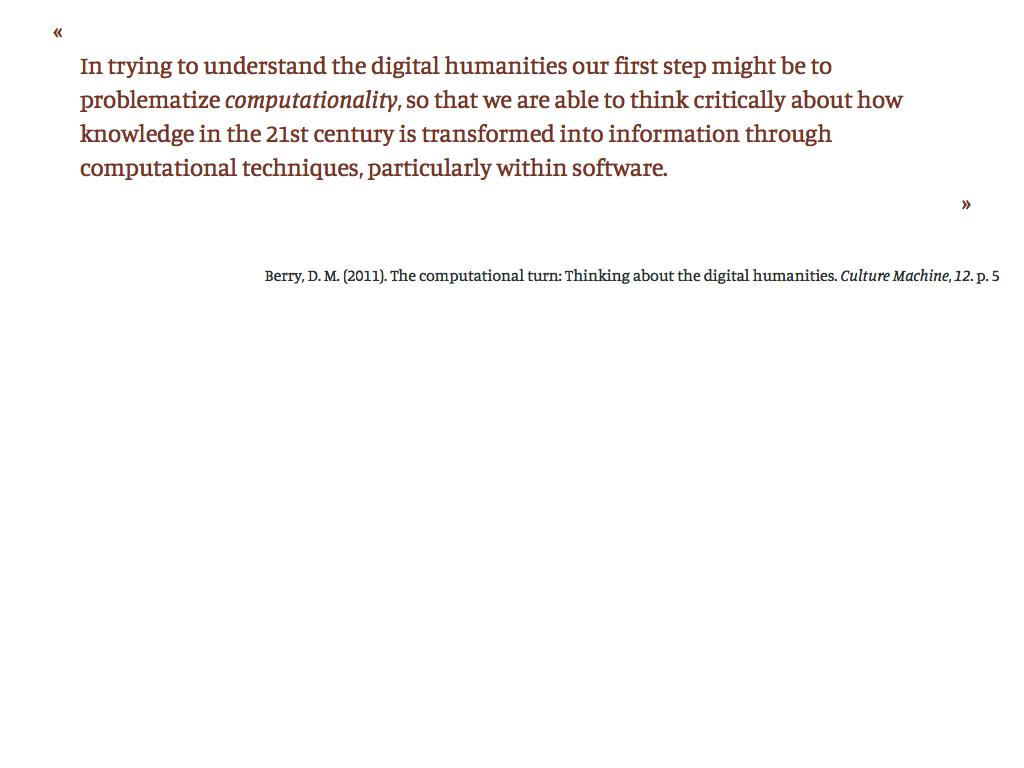 «
In trying to understand the digital humanities our first step might be to
problematize computationality, so that we are able to think critically about how
knowledge in the 21st century is transformed into information through
computational techniques, particularly within software.
»
Berry, D. M. (2011). The computational turn: Thinking about the digital humanities. Culture Machine, 12. p. 5